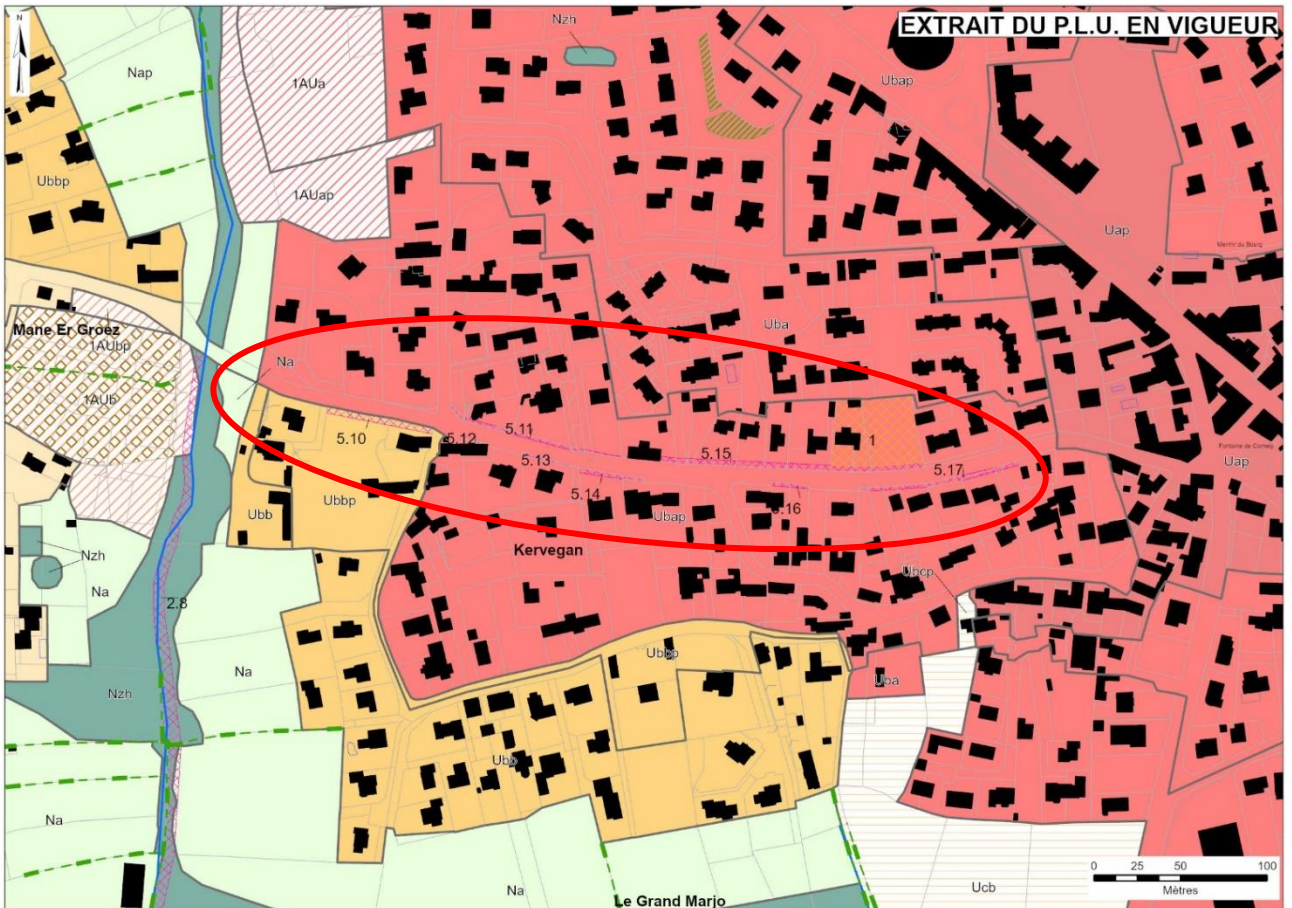 N
EXTRAIT DU P.L.U. EN VIGUEUR
Nap
1AUa
Nzh
Ubap
Ubbp
1AUap
Uap
Menhir du Bourg
Mane Er Groez
1AUbp
Na
Uba
1AUb
5.10
5.12
5.11
5.13
5.15
1
5.17
Fontaine de Cornely
Uap
5.14
5.16
Ubb
Ubbp
Ubap
Kervegan
Nzh
Na
Ubcp
2.8
Na
Ubbp
Uba
Nzh
Ubb
Na
Na
Ucb
Le Grand Marjo
0 25 50 100
Mètres